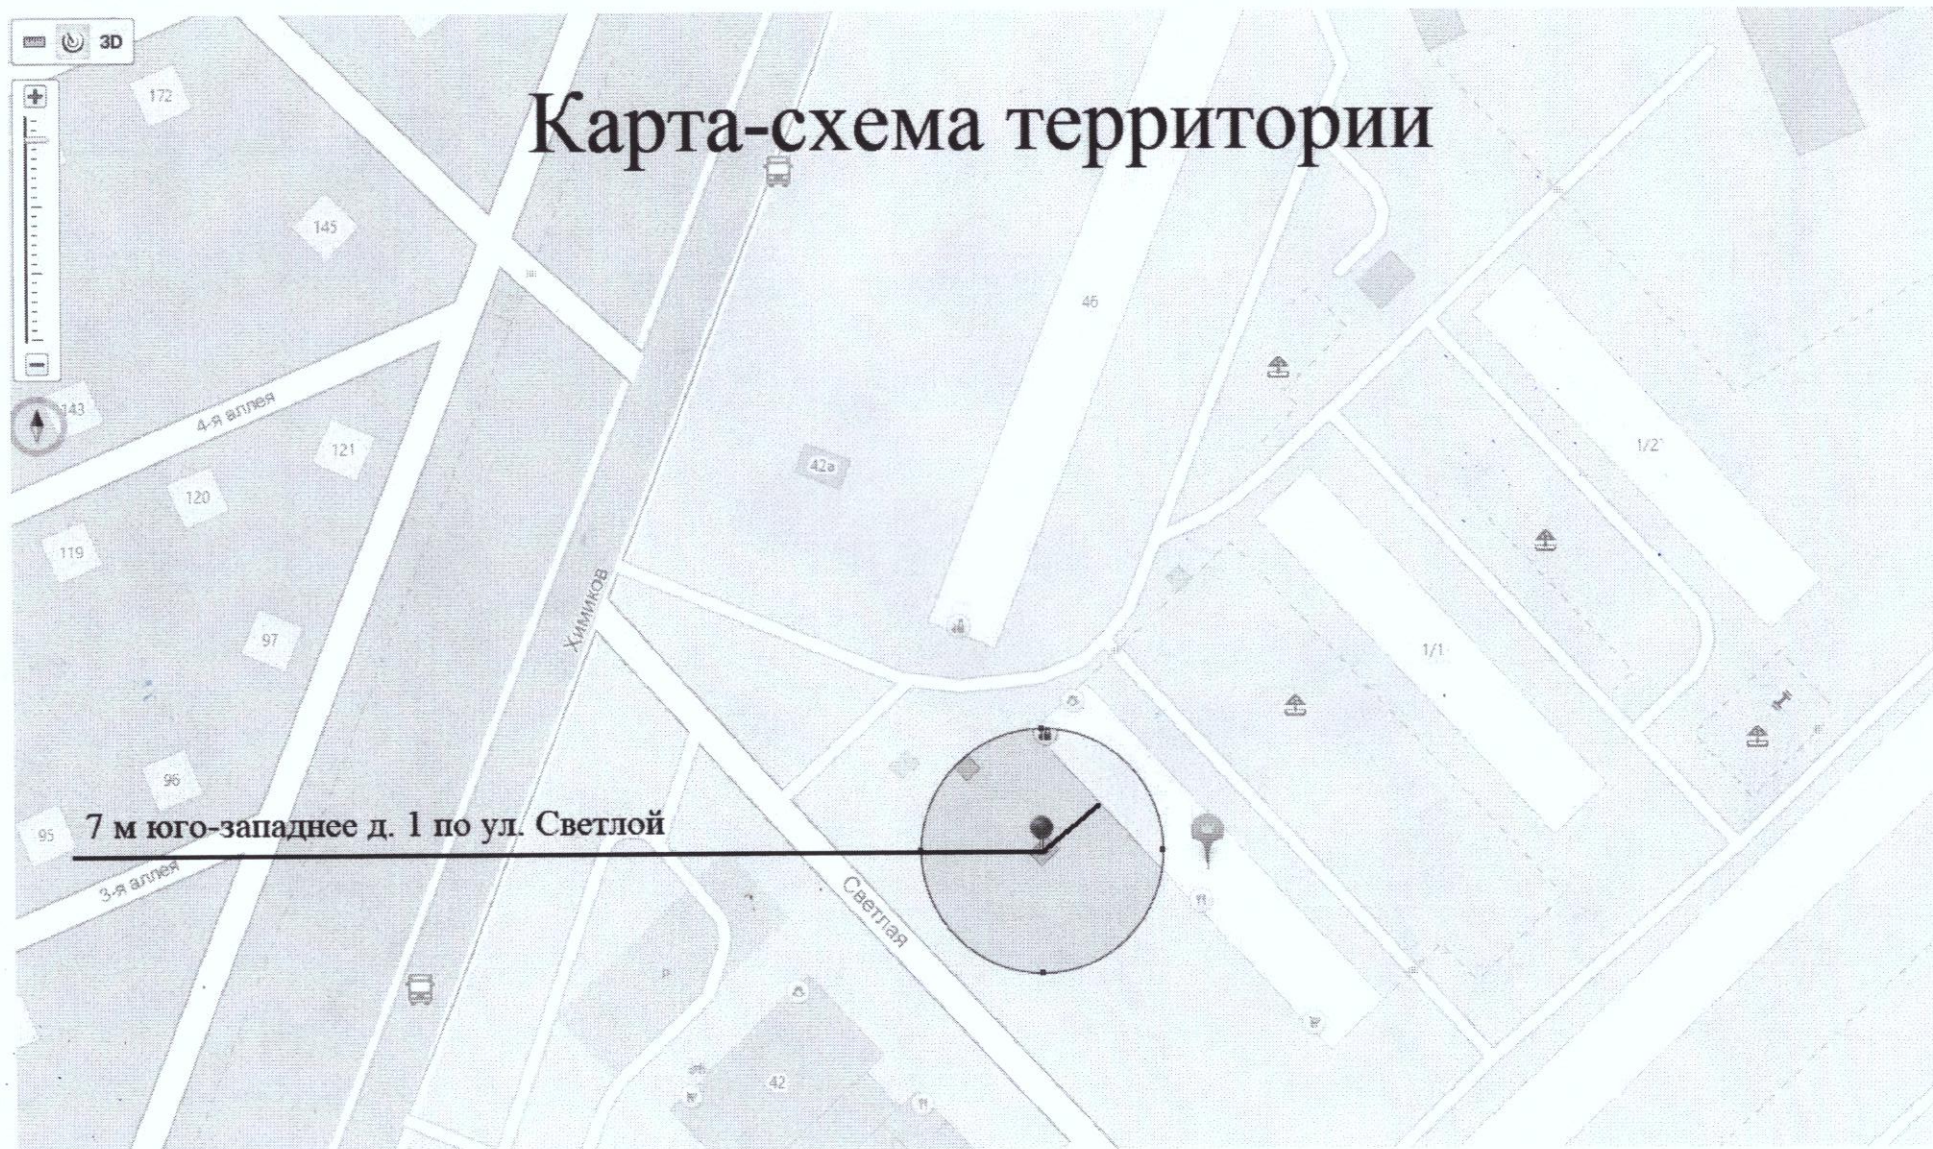 3D
Карта-схема территории
172
145
46
143
4-я аллея
121
42а
1/2
120
119
Химиков
97
1/1
96
95
7 м юго-западнее д. 1 по ул. Светлой
3-я аллея
Светлая
P
42